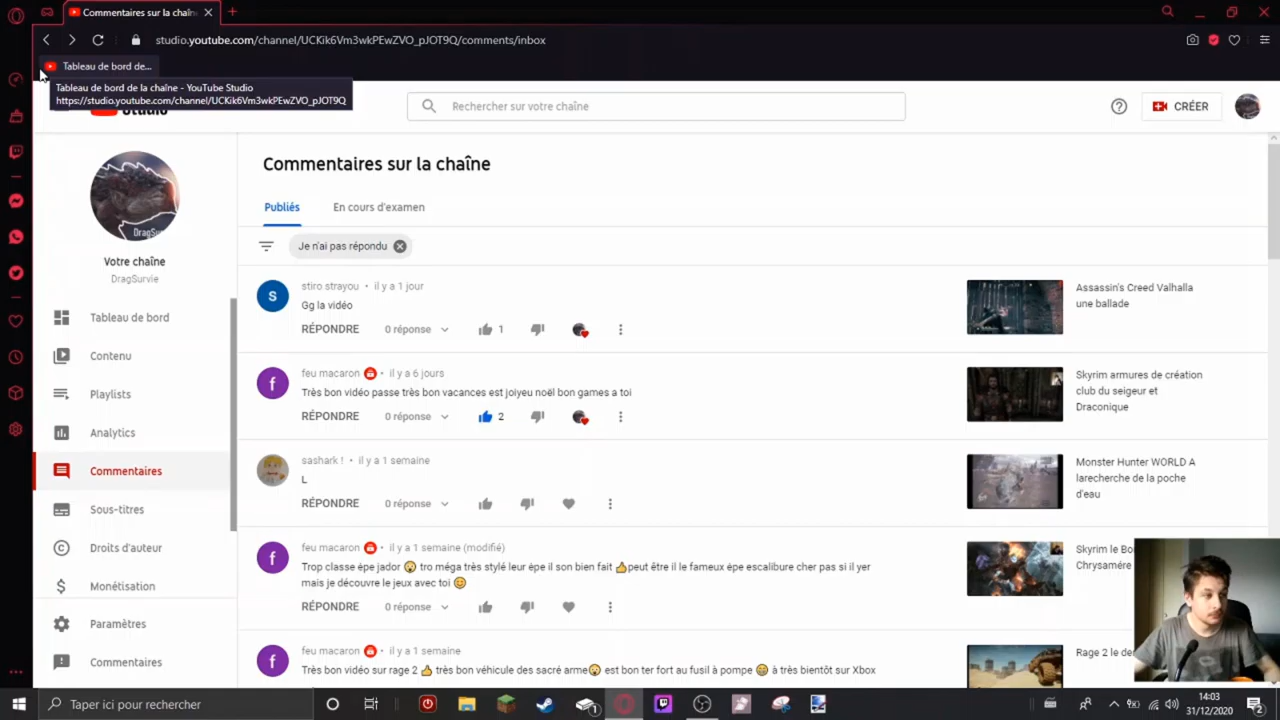 Commentaires sur la chaîn
studio.youtube.com/channel/UCKik6Vm3wkPEwZVO_pJOT9Q/comments/inbox
Tableau de bord de...
Tableau de bord de la chaîne - YouTube Studio
https://studio.youtube.com/channel/UCKik6Vm3wkPEwZVO_pJOT9Q
Studio
Rechercher sur votre chaîne
CRÉER
DragSu
Votre chaîne
DragSurvie
Tableau de bord
Contenu
Playlists
Analytics
Commentaires
Sous-titres
Droits d'auteur
Monétisation
Paramètres
Commentaires
Commentaires sur la chaîne
Publiés
En cours d'examen
Je n'ai pas répondu
S
stiro strayou • il y a 1 jour
Gg la vidéo
RÉPONDRE 0 réponse 1
Assassin's Creed Valhalla
une ballade
f
feu macaron • il y a 6 jours
Très bon vidéo passe très bon vacances est joiyeu noël bon games a toi
RÉPONDRE 0 réponse 2
Skyrim armures de création
club du seigeur et
Draconique
sashark ! • il y a 1 semaine
L
RÉPONDRE 0 réponse
Monster Hunter WORLD A
larecherche de la poche
d'eau
f
feu macaron • il y a 1 semaine (modifié)
Trop classe épe jador 😮 tro méga très stylé leur épe il son bien fait 👍peut être il le fameux épe escalibure cher pas si il yer
mais je découvre le jeux avec toi 😊
RÉPONDRE 0 réponse
Skyrim le Bo
Chrysamére
f
feu macaron • il y a 1 semaine
Très bon vidéo sur rage 2 👍 très bon véhicule des sacré arme😮 est bon ter fort au fusil à pompe 😁 à très bientôt sur Xbox
Rage 2 le de
Taper ici pour rechercher
1
14:03
31/12/2020
2